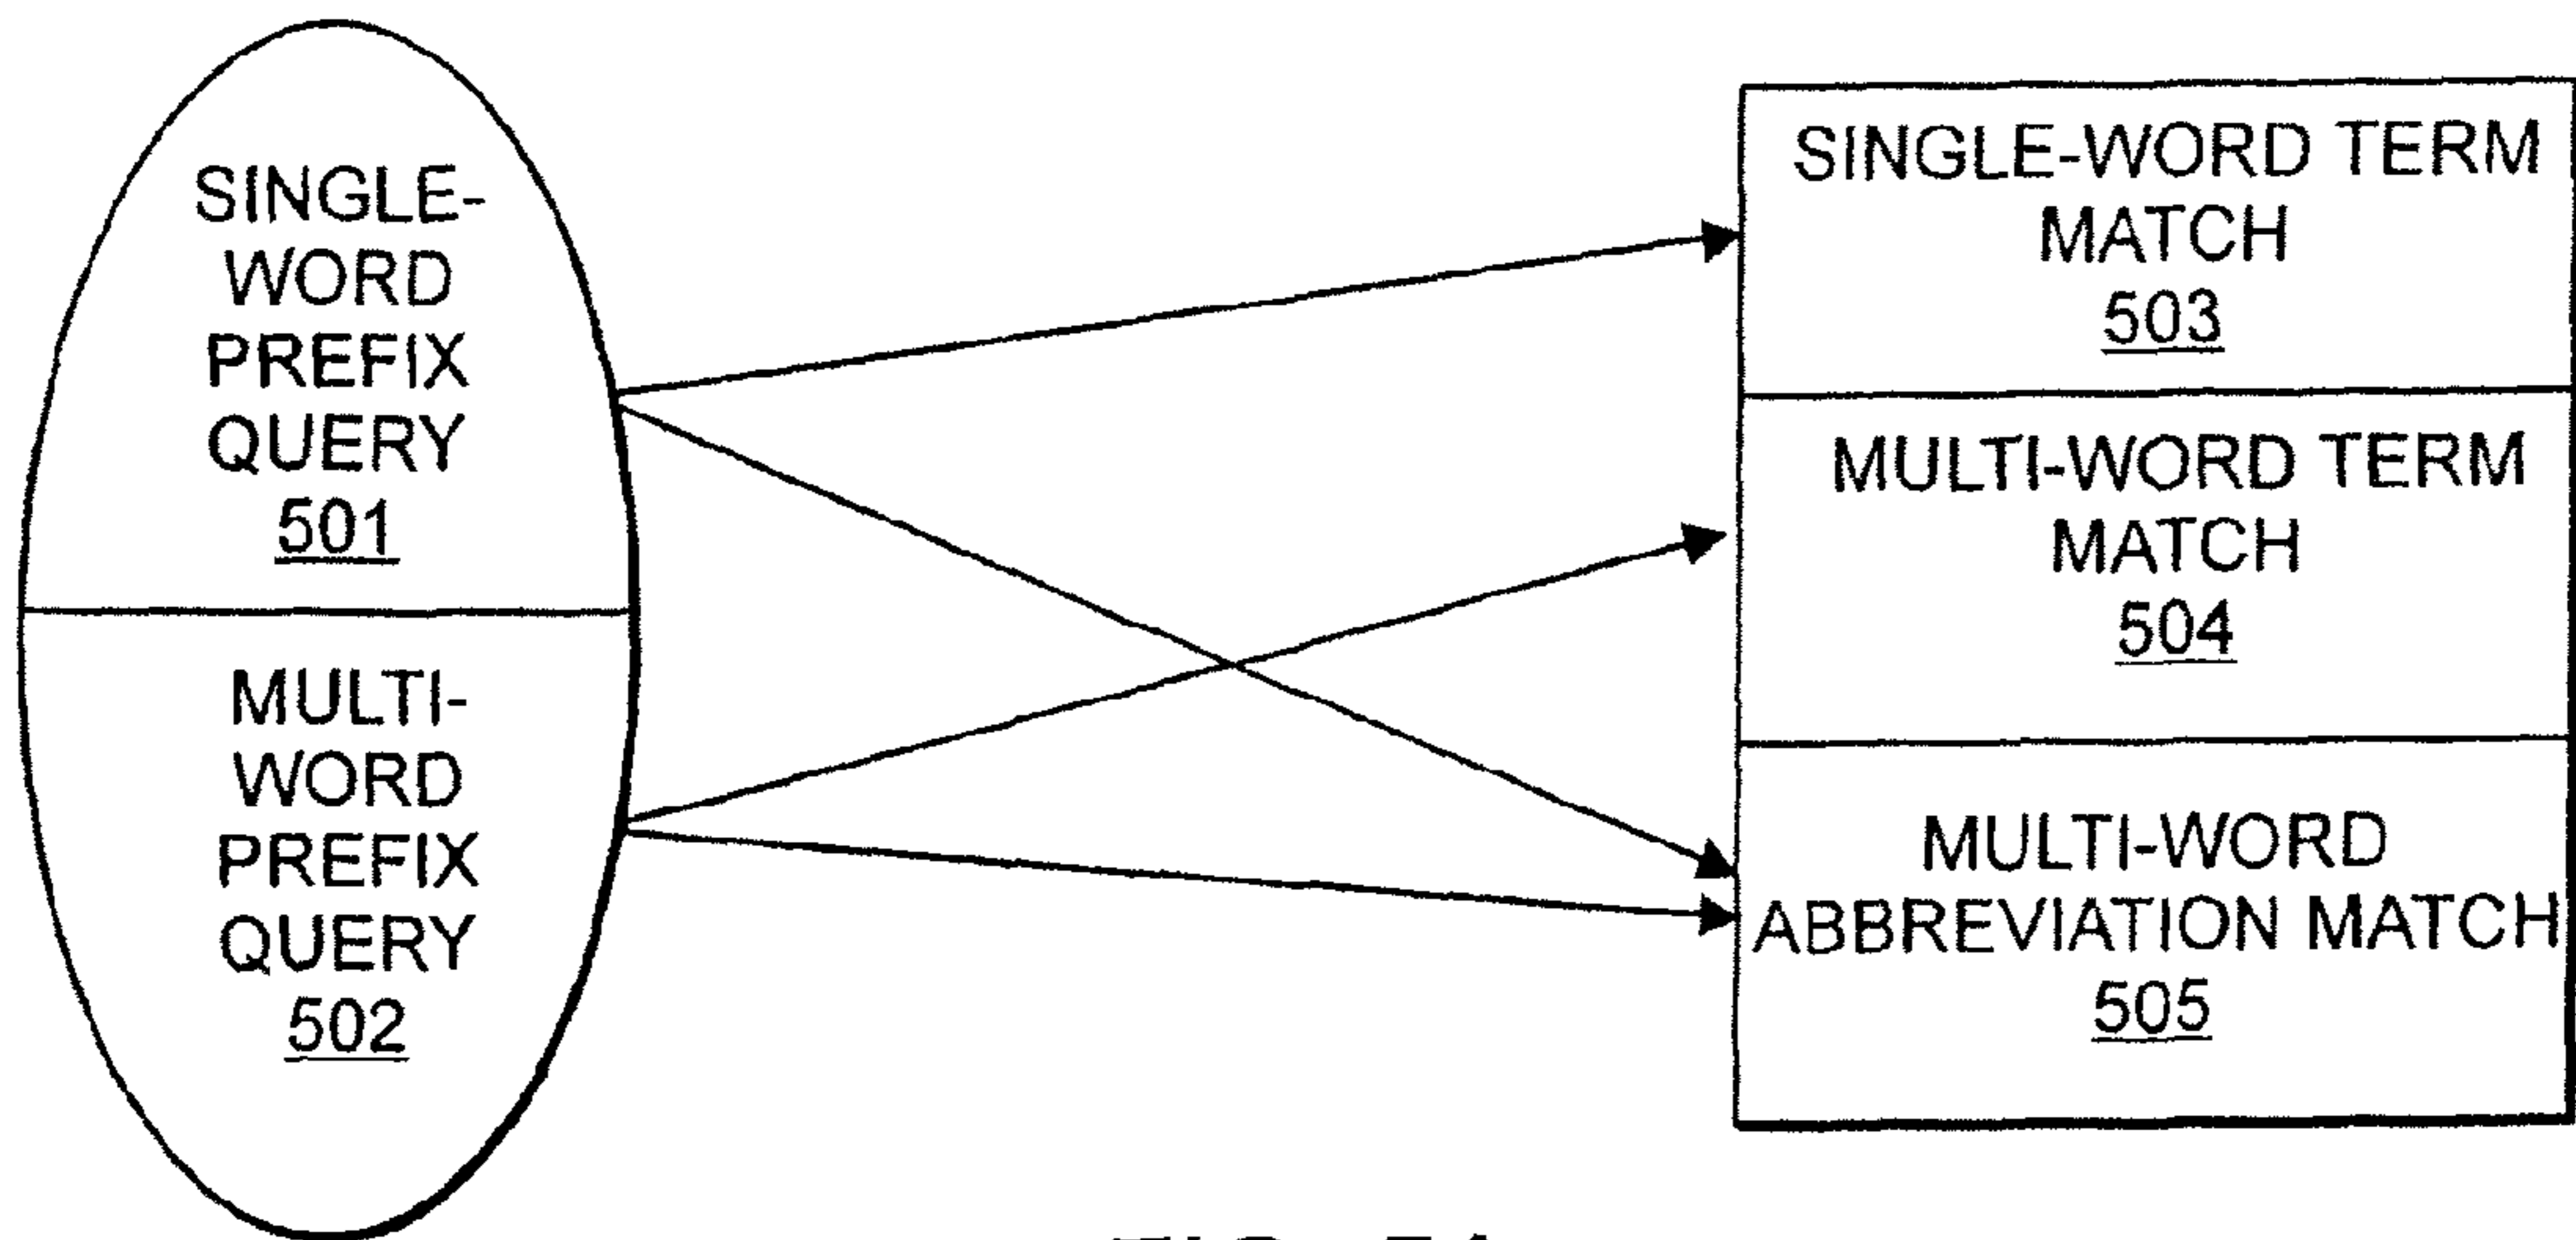 SINGLE-
WORD
PREFIX
QUERY
501
MULTI-
WORD
PREFIX
QUERY
502
SINGLE-WORD TERM
MATCH
503
MULTI-WORD TERM
MATCH
504
MULTI-WORD
ABBREVIATION MATCH
505